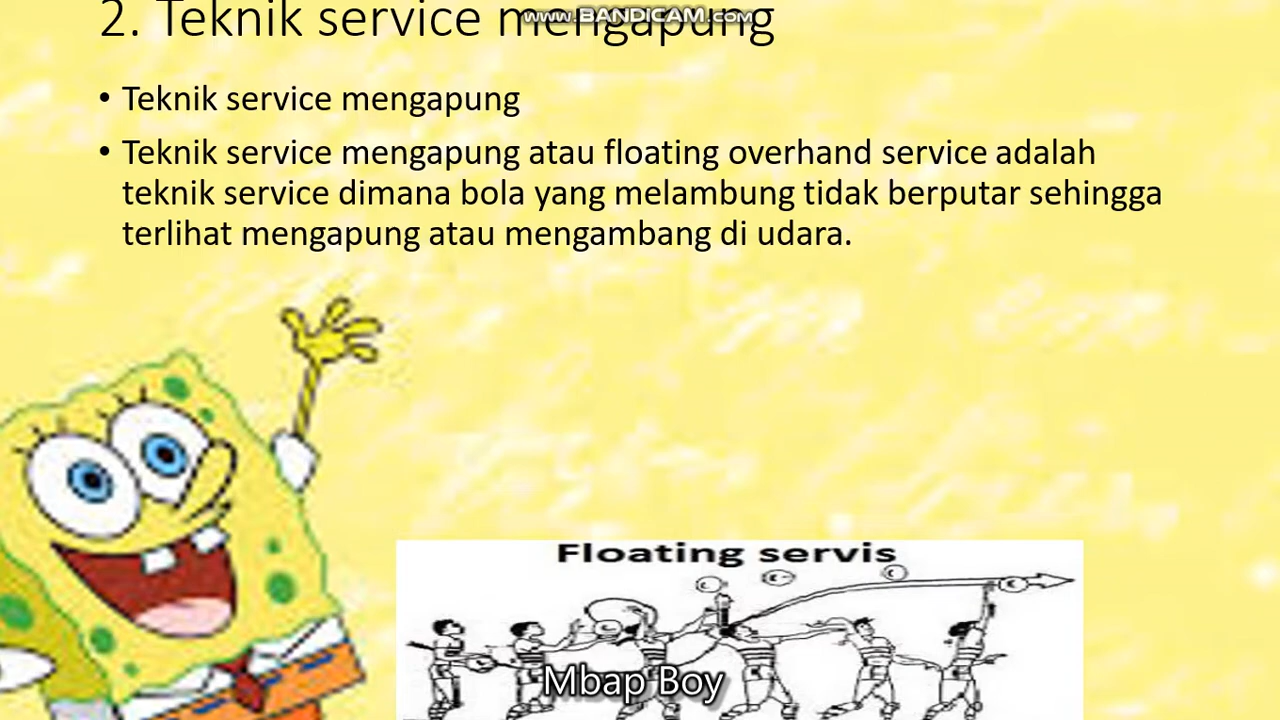 www.BANDICAM.com
2. Teknik service mengapung
• Teknik service mengapung
• Teknik service mengapung atau floating overhand service adalah
teknik service dimana bola yang melambung tidak berputar sehingga
terlihat mengapung atau mengambang di udara.
Floating servis
Mbap Boy